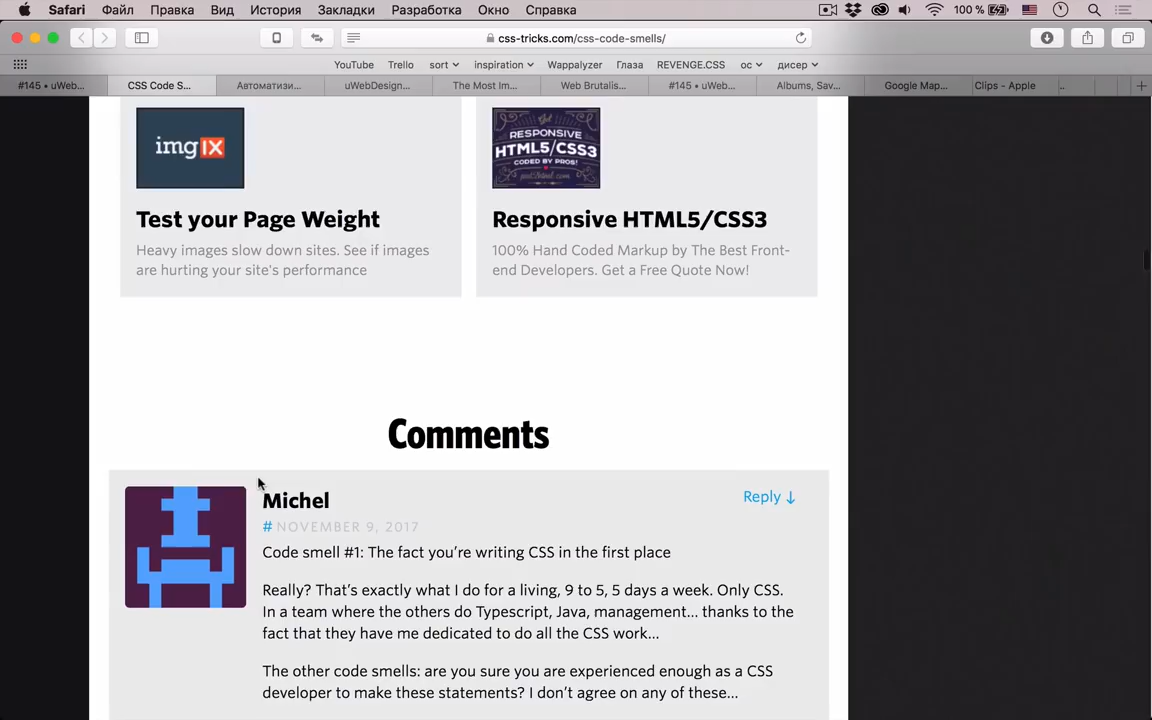 Safari Файл Правка Вид История Закладки Разработка Окно Справка 100 %
css-tricks.com/css-code-smells/
YouTube Trello sort inspiration Wappalyzer Глаза REVENGE.CSS ос дисер
#145 • uWeb... CSS Code S... Автоматизи... uWebDesign... The Most Im... Web Brutalis... #145 • uWeb... Albums, Sav... Google Map... Clips - Apple ..
imgIX
RESPONSIVE
HTML5/CSS3
CODED BY PROS!
Test your Page Weight
Heavy images slow down sites. See if images
are hurting your site's performance
Responsive HTML5/CSS3
100% Hand Coded Markup by The Best Front-
end Developers. Get a Free Quote Now!
Comments
Michel
Reply ↓
# NOVEMBER 9, 2017
Code smell #1: The fact you’re writing CSS in the first place
Really? That’s exactly what I do for a living, 9 to 5, 5 days a week. Only CSS.
In a team where the others do Typescript, Java, management… thanks to the
fact that they have me dedicated to do all the CSS work…
The other code smells: are you sure you are experienced enough as a CSS
developer to make these statements? I don’t agree on any of these…